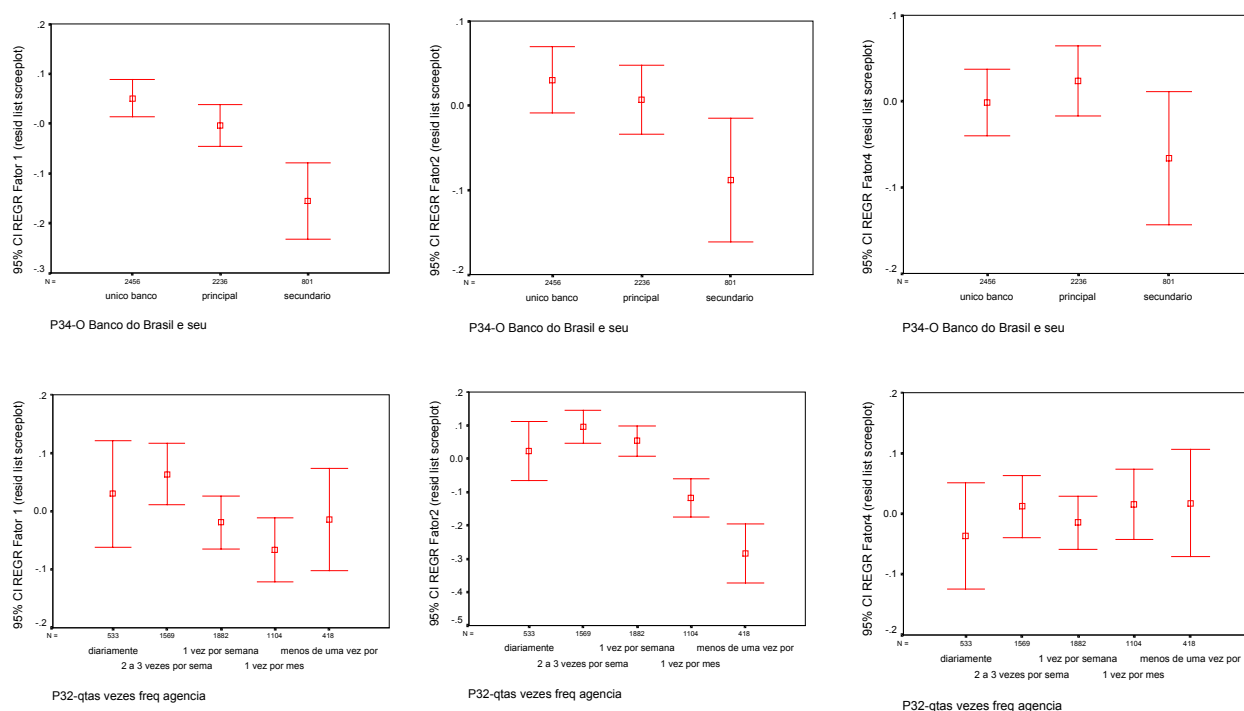 95% CI REGR Fator 1 (resid list screeplot)
.2
.1
-.0
-.1
-.2
-.3
N =
2456 2236 801
unico banco principal secundario
P34-O Banco do Brasil e seu
95% CI REGR Fator2 (resid list screeplot)
.1
0.0
-.1
-.2
N =
2456 2236 801
unico banco principal secundario
P34-O Banco do Brasil e seu
95% CI REGR Fator4 (resid list screeplot)
.1
0.0
-.1
-.2
N =
2456 2236 801
unico banco principal secundario
P34-O Banco do Brasil e seu
95% CI REGR Fator 1 (resid list screeplot)
.2
.1
0.0
-.1
-.2
N =
533 1569 1882 1104 418
diariamente 1 vez por semana menos de uma vez por
2 a 3 vezes por sema 1 vez por mes
P32-qtas vezes freq agencia
95% CI REGR Fator2 (resid list screeplot)
.2
.1
0.0
-.1
-.2
-.3
-.4
-.5
N =
533 1569 1882 1104 418
diariamente 1 vez por semana menos de uma vez por
2 a 3 vezes por sema 1 vez por mes
P32-qtas vezes freq agencia
95% CI REGR Fator4 (resid list screeplot)
.2
.1
0.0
-.1
-.2
N =
533 1569 1882 1104 418
diariamente 1 vez por semana menos de uma vez por
2 a 3 vezes por sema 1 vez por mes
P32-qtas vezes freq agencia